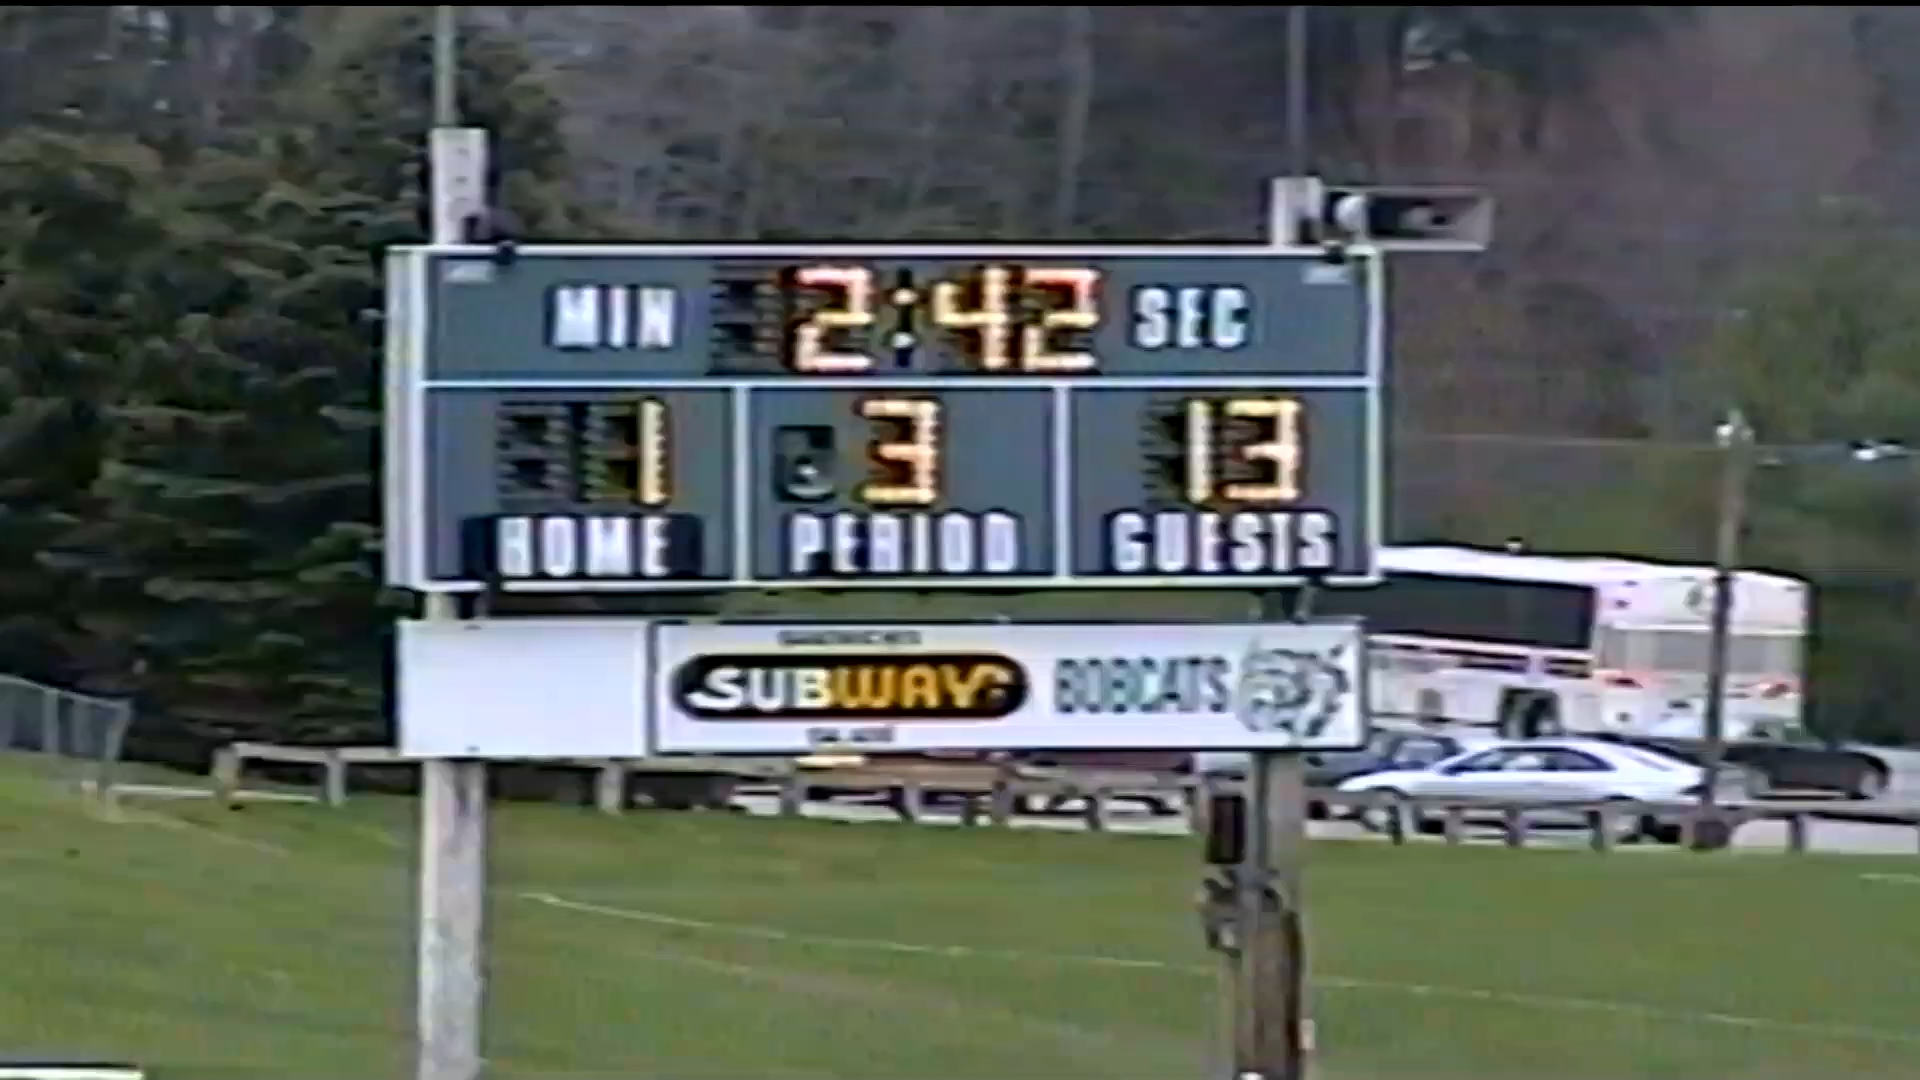 MIN 2:42 SEC
1 3 13
HOME PERIOD GUESTS
SUBWAY BOBCATS